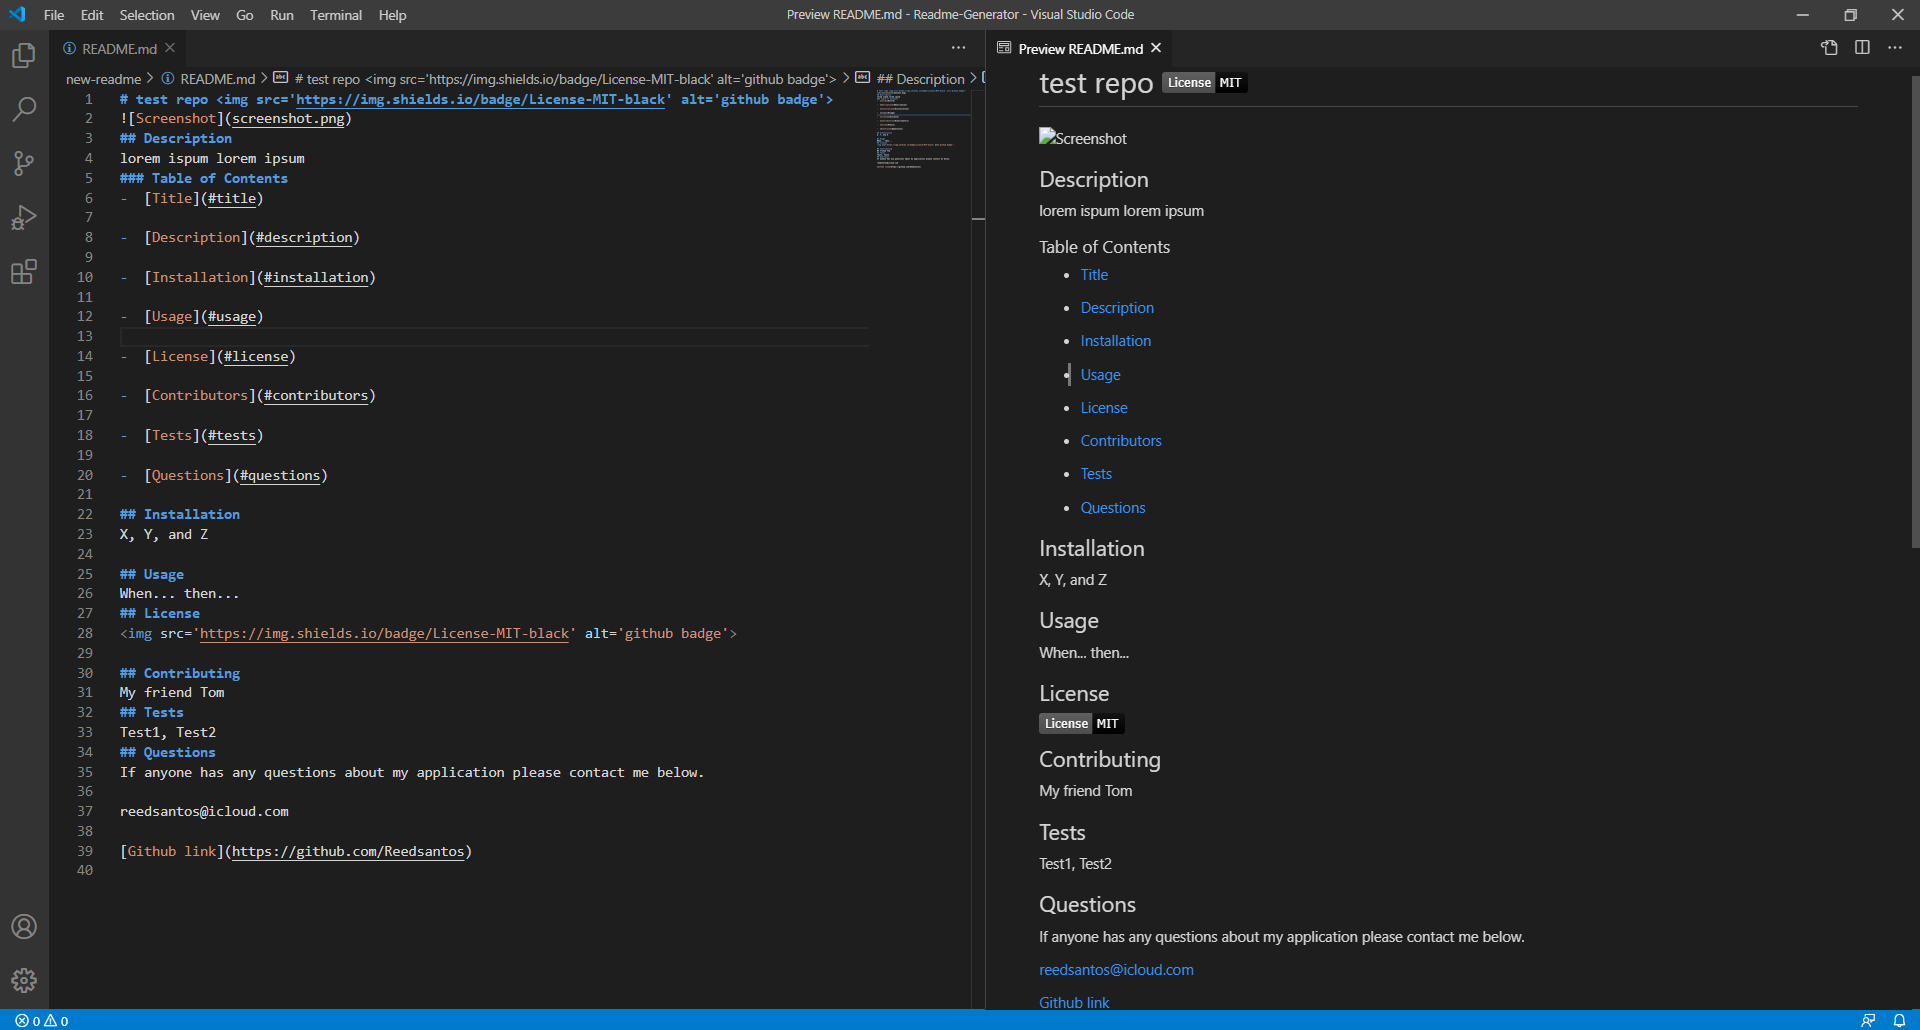 File Edit Selection View Go Run Terminal Help
Preview README.md - Readme-Generator - Visual Studio Code
README.md
new-readme > README.md > # test repo <img src='https://img.shields.io/badge/License-MIT-black' alt='github badge'> > ## Description >
1 # test repo <img src='https://img.shields.io/badge/License-MIT-black' alt='github badge'>
2 ![Screenshot](screenshot.png)
3 ## Description
4 lorem ispum lorem ipsum
5 ### Table of Contents
6 - [Title](#title)
7
8 - [Description](#description)
9
10 - [Installation](#installation)
11
12 - [Usage](#usage)
13
14 - [License](#license)
15
16 - [Contributors](#contributors)
17
18 - [Tests](#tests)
19
20 - [Questions](#questions)
21
22 ## Installation
23 X, Y, and Z
24
25 ## Usage
26 When... then...
27 ## License
28 <img src='https://img.shields.io/badge/License-MIT-black' alt='github badge'>
29
30 ## Contributing
31 My friend Tom
32 ## Tests
33 Test1, Test2
34 ## Questions
35 If anyone has any questions about my application please contact me below.
36
37 reedsantos@icloud.com
38
39 [Github link](https://github.com/Reedsantos)
40
Preview README.md
test repo License MIT
Screenshot
Description
lorem ispum lorem ipsum
Table of Contents
• Title
• Description
• Installation
• Usage
• License
• Contributors
• Tests
• Questions
Installation
X, Y, and Z
Usage
When... then...
License
License MIT
Contributing
My friend Tom
Tests
Test1, Test2
Questions
If anyone has any questions about my application please contact me below.
reedsantos@icloud.com
Github link
0 0